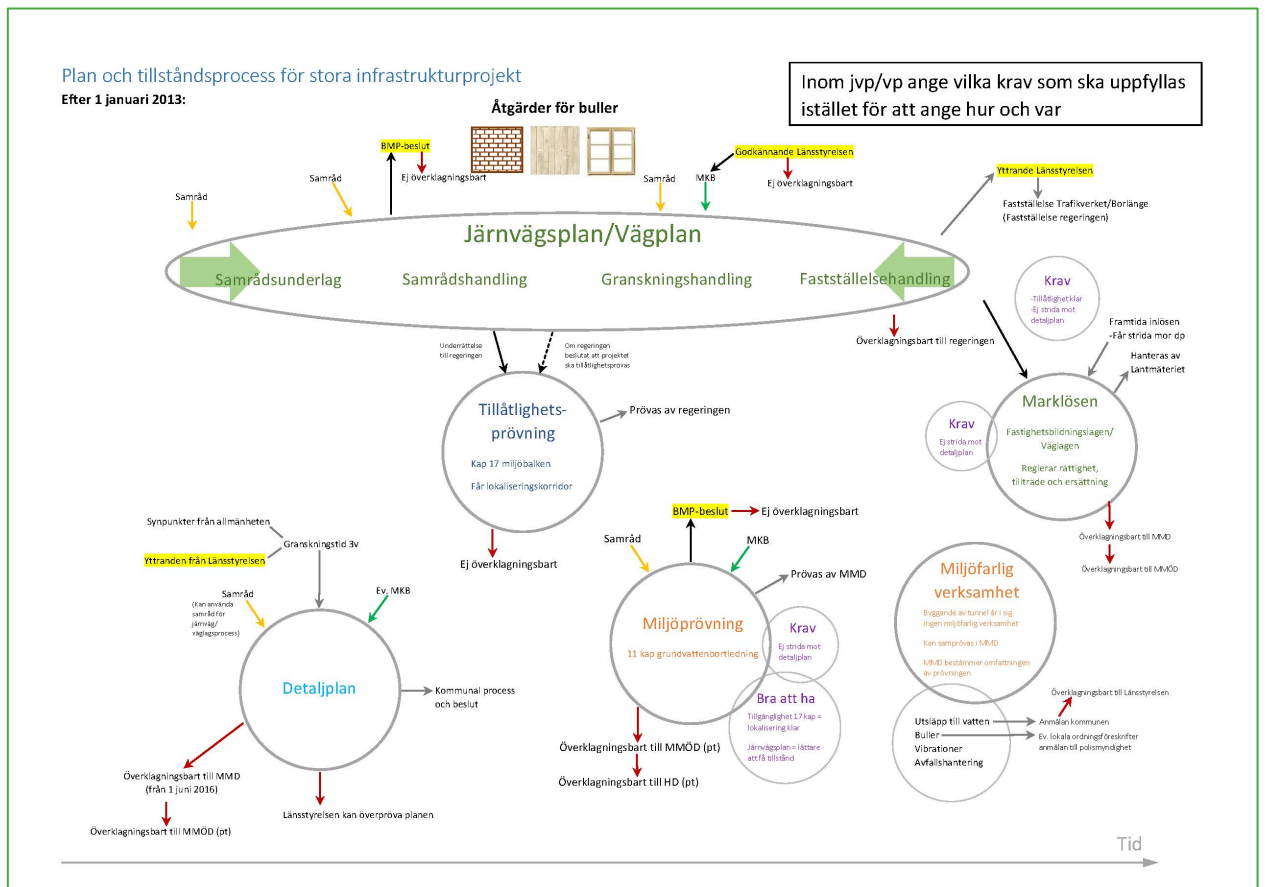 Plan och tillståndsprocess för stora infrastrukturprojekt
Efter 1 januari 2013:
Inom jvp/vp ange vilka krav som ska uppfyllas
istället för att ange hur och var
Åtgärder för buller
BMP-beslut
Ej överklagningsbart
Samråd
Samråd
Samråd
MKB
Godkännande Länsstyrelsen
Ej överklagningsbart
Yttrande Länsstyrelsen
Fastställelse Trafikverket/Borlänge
(Fastställelse regeringen)
Järnvägsplan/Vägplan
Samrådsunderlag
Samrådshandling
Granskningshandling
Fastställelsehandling
Krav
-Tillåtlighet klar
-Ej strida mot
detaljplan
Framtida inlösen
-Får strida mor dp
Hanteras av
Lantmäteriet
Överklagningsbart till regeringen
Underrättelse
till regeringen
Om regeringen
beslutat att projektet
ska tillåtlighetsprövas
Tillåtlighets-
prövning
Kap 17 miljöbalken
Får lokaliseringskorridor
Prövas av regeringen
Ej överklagningsbart
Marklösen
Fastighetsbildningslagen/
Väglagen
Reglerar rättighet,
tillträde och ersättning
Krav
Ej strida mot
detaljplan
Överklagningsbart till MMD
Överklagningsbart till MMÖD
Synpunkter från allmänheten
Granskningstid 3v
Yttranden från Länsstyrelsen
Samråd
(Kan använda
samråd för
järnväg/
väglagsprocess)
Ev. MKB
Detaljplan
Kommunal process
och beslut
Överklagningsbart till MMD
(från 1 juni 2016)
Överklagningsbart till MMÖD (pt)
Länsstyrelsen kan överpröva planen
BMP-beslut
Ej överklagningsbart
Samråd
MKB
Prövas av MMD
Miljöprövning
11 kap grundvattenbortledning
Krav
Ej strida mot
detaljplan
Bra att ha
Tillgänglighet 17 kap =
lokalisering klar
Järnvägsplan = lättare
att få tillstånd
Överklagningsbart till MMÖD (pt)
Överklagningsbart till HD (pt)
Miljöfarlig
verksamhet
Byggande av tunnel är i sig
ingen miljöfarlig verksamhet
Kan samprövas i MMD
MMD bestämmer omfattningen
av prövningen
Överklagningsbart till Länsstyrelsen
Utsläpp till vatten
Buller
Vibrationer
Avfallshantering
Anmälan kommunen
Ev. lokala ordningsföreskrifter
anmälan till polismyndighet
Tid